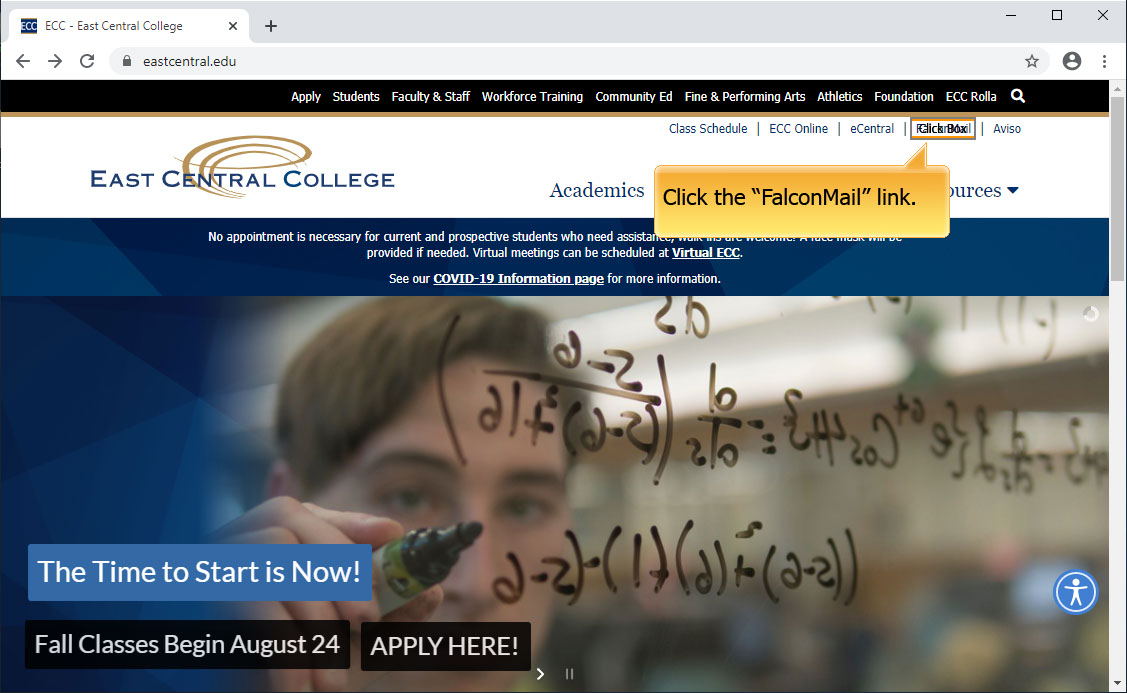 ECC - East Central College
eastcentral.edu
Apply Students Faculty & Staff Workforce Training Community Ed Fine & Performing Arts Athletics Foundation ECC Rolla
Class Schedule | ECC Online | eCentral | Click Box | Aviso
EAST CENTRAL COLLEGE
Academics
Click the “FalconMail” link.
No appointment is necessary for current and prospective students who need assistance, walk-ins are welcome! A face mask will be
provided if needed. Virtual meetings can be scheduled at Virtual ECC.
See our COVID-19 Information page for more information.
The Time to Start is Now!
Fall Classes Begin August 24
APPLY HERE!